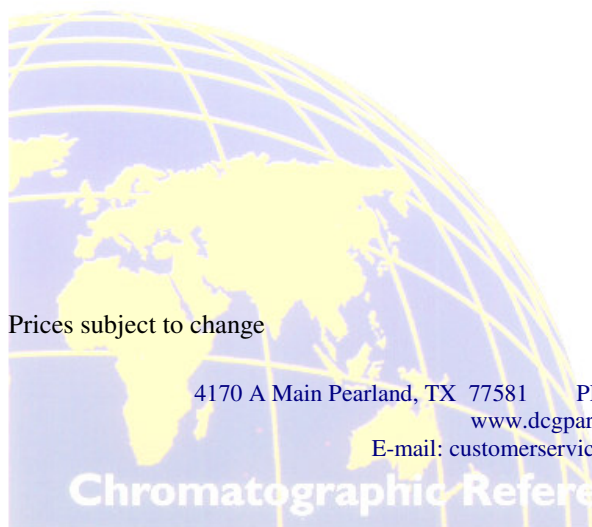 Prices subject to change
4170 A Main Pearland, TX 77581
www.dcgpar
E-mail: customerservic
Chromatographic Refere